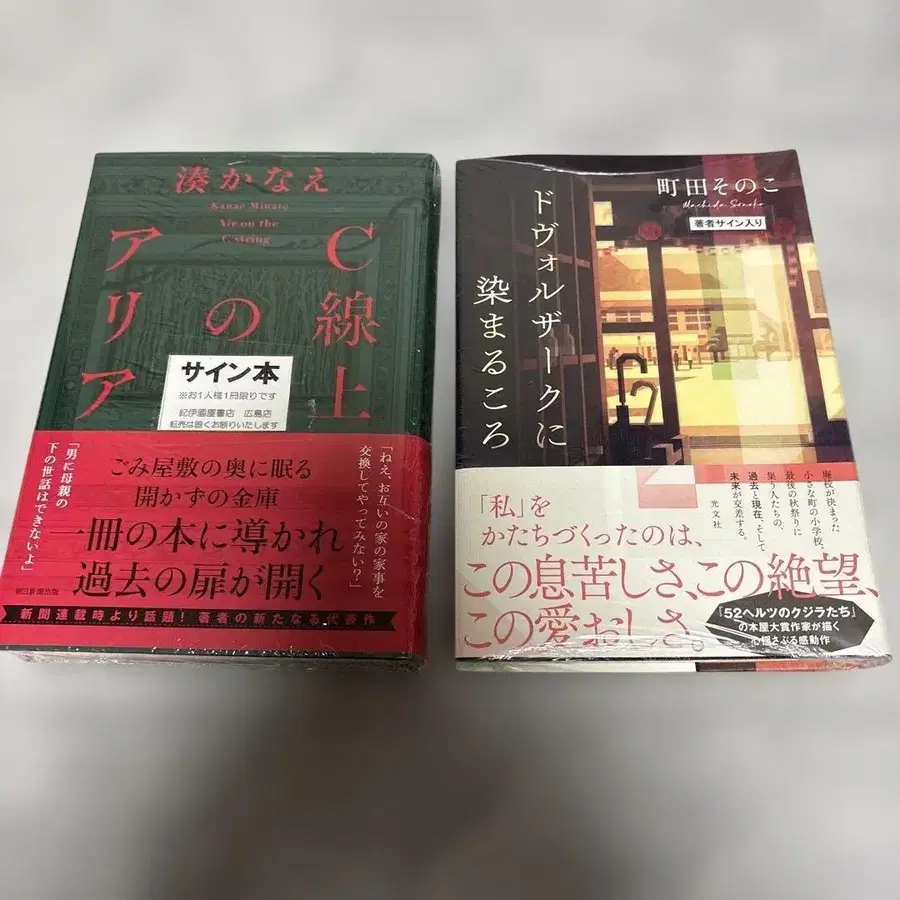 湊かなえ
Kanae Minato
Air on the
C string
C線上
の
アリア
サイン本
※お1人様1冊限りです
紀伊國屋書店 広島店
転売は固くお断りいたします
「ねえ、お互いの家の家事を
交換してやってみない?」
ごみ屋敷の奥に眠る
開かずの金庫
一冊の本に導かれ
過去の扉が開く
「男に母親の
下の世話はできないよ」
朝日新聞出版
新聞連載時より話題! 著者の新たなる代表作
町田そのこ
Machida Sonoko
著者サイン入り
ドヴォルザークに
染まるころ
廃校が決まった
小さな町の小学校。
最後の秋祭りに
集う人たちの、
過去と現在、そして
未来が交差する。
光文社
「私」を
かたちづくったのは、
この息苦しさ、この絶望、
この愛おしさ。
『52ヘルツのクジラたち』
の本屋大賞作家が描く
心揺さぶる感動作